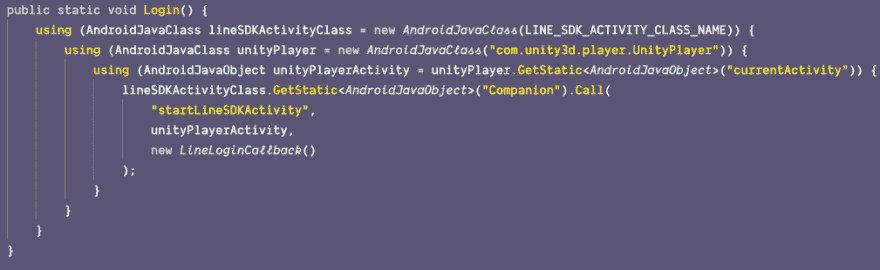 public static void Login() {
    using (AndroidJavaClass lineSDKActivityClass = new AndroidJavaClass(LINE_SDK_ACTIVITY_CLASS_NAME)) {
        using (AndroidJavaClass unityPlayer = new AndroidJavaClass("com.unity3d.player.UnityPlayer")) {
            using (AndroidJavaObject unityPlayerActivity = unityPlayer.GetStatic<AndroidJavaObject>("currentActivity")) {
                lineSDKActivityClass.GetStatic<AndroidJavaObject>("Companion").Call(
                    "startLineSDKActivity",
                    unityPlayerActivity,
                    new LineLoginCallback()
                );
            }
        }
    }
}